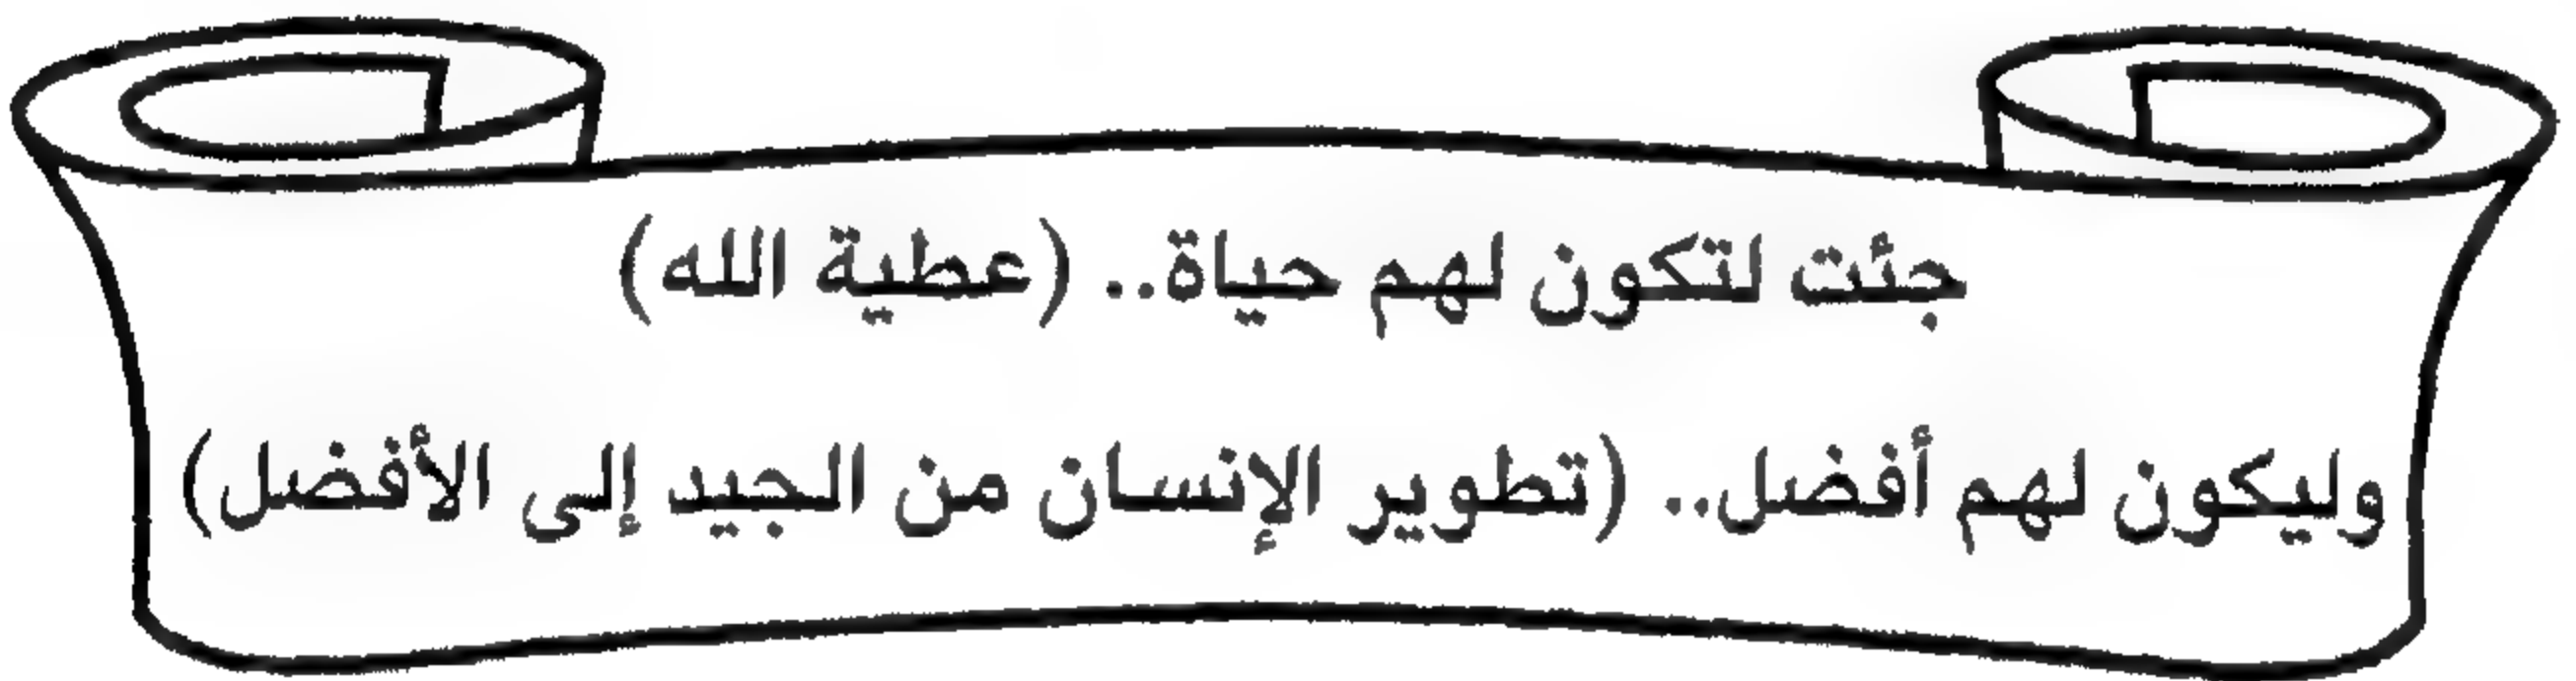 جئت لتكون لهم حياة.. (عطية الله)
وليكون لهم أفضل.. (تطوير الإنسان من الجيد إلى الأفضل)